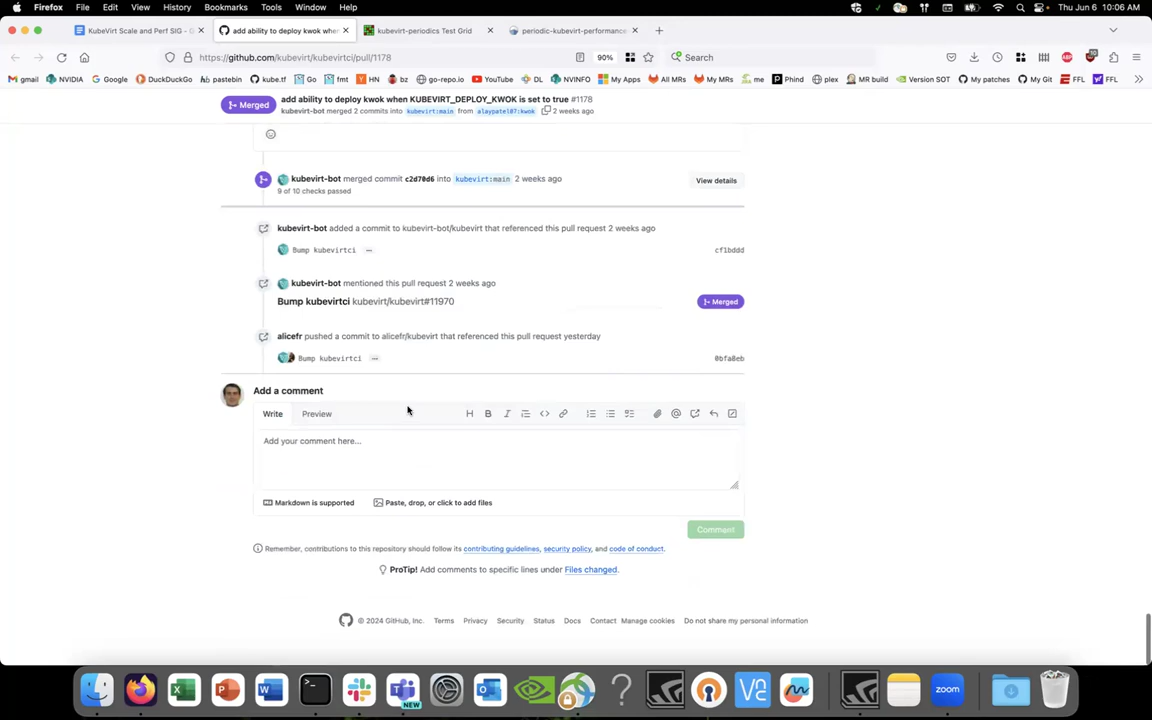 Firefox File Edit View History Bookmarks Tools Window Help Thu Jun 6 10:06 AM
KubeVirt Scale and Perf SIG - G
add ability to deploy kwok when
kubevirt-periodics Test Grid
periodic-kubevirt-performance
https://github.com/kubevirt/kubevirtci/pull/1178
90%
Search
gmail NVIDIA Google DuckDuckGo pastebin kube.tf Go fmt HN bz go-repo.io YouTube DL NVINFO My Apps All MRs My MRs me Phind plex MR build Version SOT My patches My Git FFL FFL
Merged
add ability to deploy kwok when KUBEVIRT_DEPLOY_KWOK is set to true #1178
kubevirt-bot merged 2 commits into kubevirt:main from alaypatel07:kwok 2 weeks ago
kubevirt-bot merged commit c2d70d6 into kubevirt:main 2 weeks ago
View details
9 of 10 checks passed
kubevirt-bot added a commit to kubevirt-bot/kubevirt that referenced this pull request 2 weeks ago
Bump kubevirtci ...
cf1bddd
kubevirt-bot mentioned this pull request 2 weeks ago
Bump kubevirtci kubevirt/kubevirt#11970
Merged
alicefr pushed a commit to alicefr/kubevirt that referenced this pull request yesterday
Bump kubevirtci ...
0bfa8eb
Add a comment
Write Preview
H B I
Add your comment here...
Markdown is supported
Paste, drop, or click to add files
Comment
Remember, contributions to this repository should follow its contributing guidelines, security policy, and code of conduct.
ProTip! Add comments to specific lines under Files changed.
© 2024 GitHub, Inc. Terms Privacy Security Status Docs Contact Manage cookies Do not share my personal information
NEW
zoom